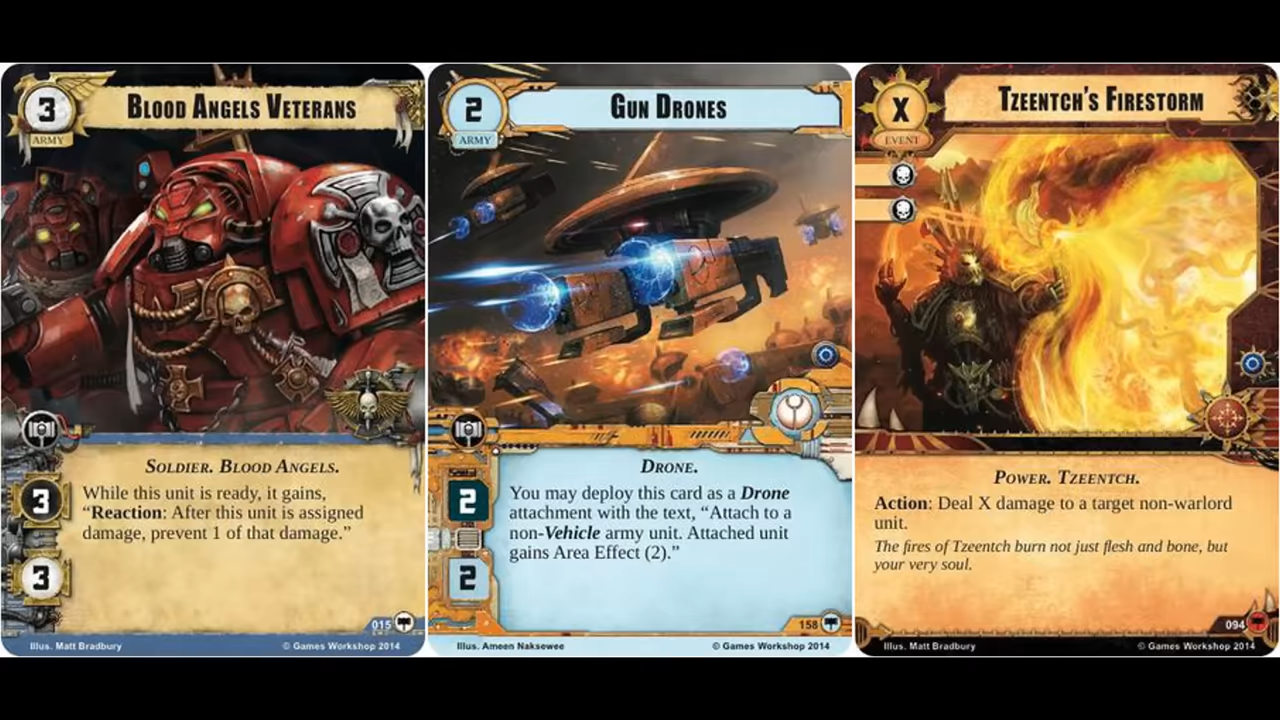 3
ARMY
BLOOD ANGELS VETERANS
SOLDIER. BLOOD ANGELS.
3
While this unit is ready, it gains,
“Reaction: After this unit is assigned
damage, prevent 1 of that damage.”
3
015
Illus. Matt Bradbury
© Games Workshop 2014
2
ARMY
GUN DRONES
DRONE.
2
You may deploy this card as a Drone
attachment with the text, “Attach to a
non-Vehicle army unit. Attached unit
gains Area Effect (2).”
2
158
Illus. Ameen Naksewee
© Games Workshop 2014
X
EVENT
TZEENTCH'S FIRESTORM
POWER. TZEENTCH.
Action: Deal X damage to a target non-warlord
unit.
The fires of Tzeentch burn not just flesh and bone, but
your very soul.
094
Illus. Matt Bradbury
© Games Workshop 2014